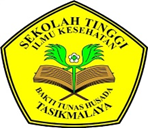 SEKOLAH TINGGI
ILMU KESEHATAN
BAKTI TUNAS HUSADA
TASIKMALAYA